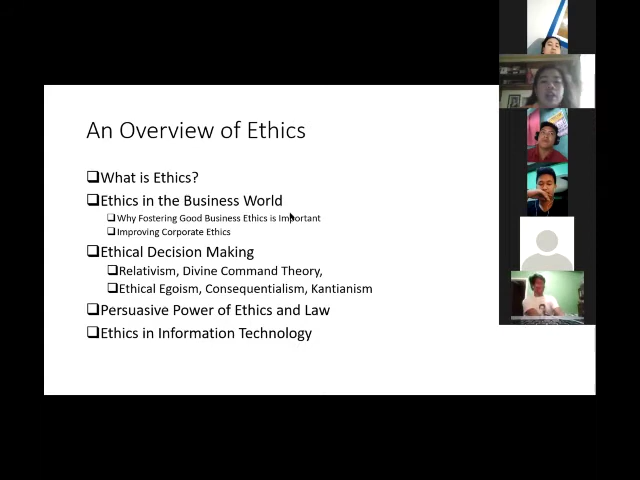 An Overview of Ethics
❑What is Ethics?
❑Ethics in the Business World
❑Why Fostering Good Business Ethics is Important
❑Improving Corporate Ethics
❑Ethical Decision Making
❑Relativism, Divine Command Theory,
❑Ethical Egoism, Consequentialism, Kantianism
❑Persuasive Power of Ethics and Law
❑Ethics in Information Technology